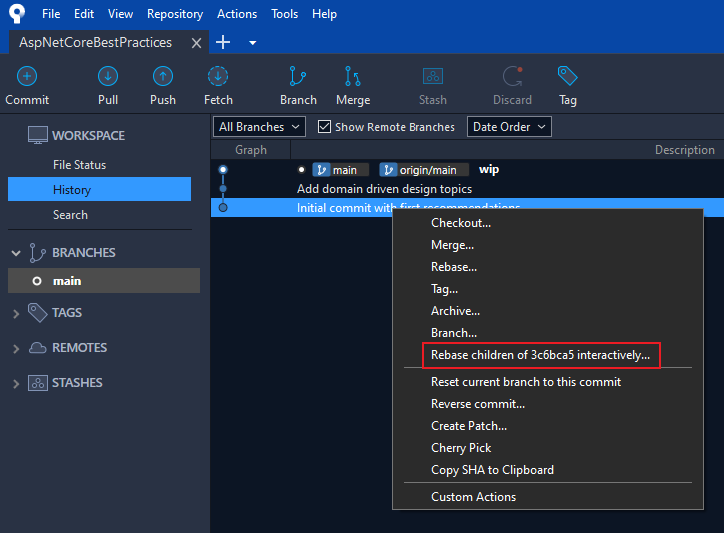 File Edit View Repository Actions Tools Help
AspNetCoreBestPractices
Commit Pull Push Fetch Branch Merge Stash Discard Tag
WORKSPACE
File Status
History
Search
BRANCHES
main
TAGS
REMOTES
STASHES
All Branches Show Remote Branches Date Order
Graph Description
main origin/main wip
Add domain driven design topics
Initial commit with first recommendations
Checkout...
Merge...
Rebase...
Tag...
Archive...
Branch...
Rebase children of 3c6bca5 interactively...
Reset current branch to this commit
Reverse commit...
Create Patch...
Cherry Pick
Copy SHA to Clipboard
Custom Actions